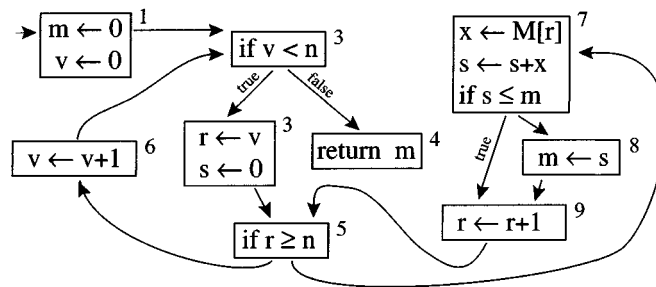 m ← 0
v ← 0
1
if v < n
3
true
false
r ← v
s ← 0
3
return m
4
v ← v+1
6
if r ≥ n
5
x ← M[r]
s ← s+x
if s ≤ m
7
true
m ← s
8
r ← r+1
9